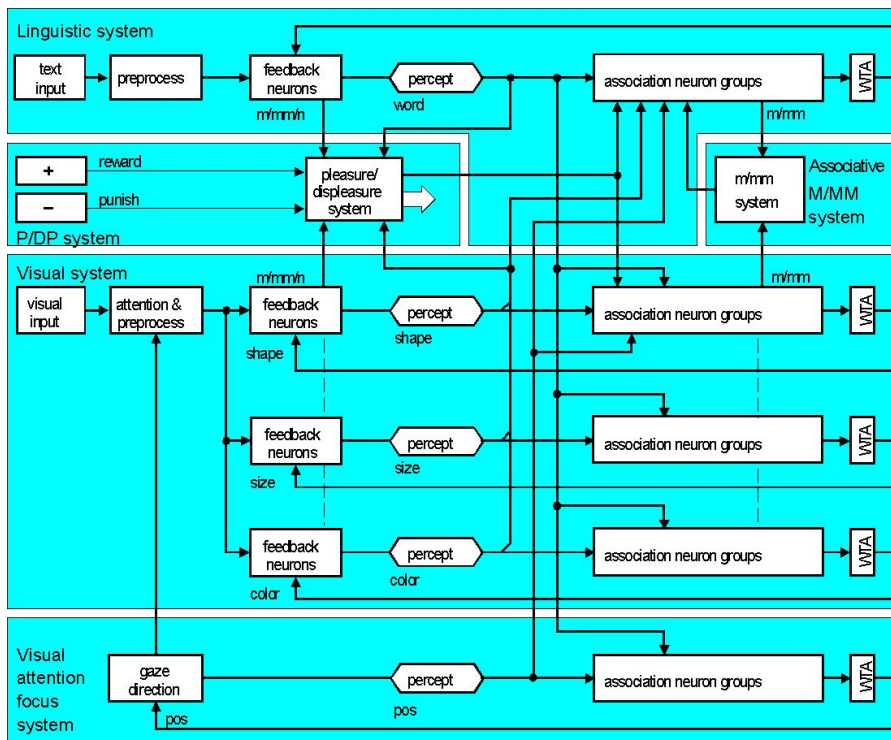 Linguistic system
text
input
preprocess
feedback
neurons
percept
word
association neuron groups
WTA
m/mm/n
m/mm
+
reward
−
punish
P/DP system
pleasure/
displeasure
system
m/mm
system
Associative
M/MM
system
Visual system
m/mm/n
m/mm
visual
input
attention &
preprocess
feedback
neurons
percept
shape
shape
association neuron groups
WTA
feedback
neurons
percept
size
size
association neuron groups
WTA
feedback
neurons
percept
color
color
association neuron groups
WTA
Visual
attention
focus
system
gaze
direction
pos
percept
pos
association neuron groups
WTA